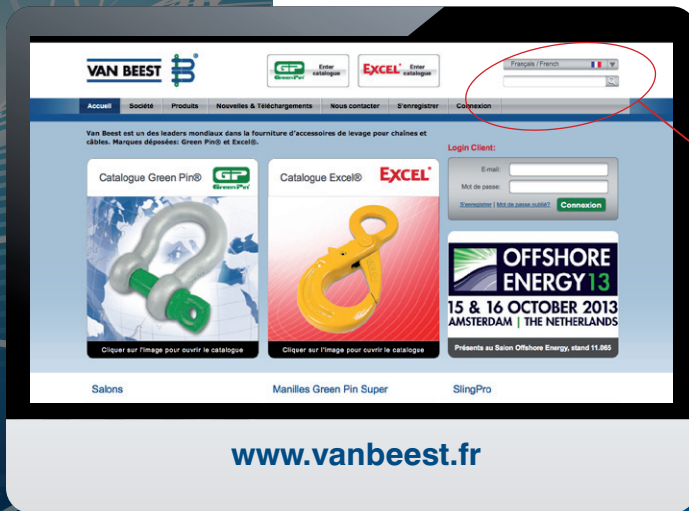 VAN BEEST
GP
Green Pin®
Enter
catalogue
EXCEL®
Enter
catalogue
Français / French
Accueil Société Produits Nouvelles & Téléchargements Nous contacter S'enregistrer Connexion
Van Beest est un des leaders mondiaux dans la fourniture d'accessoires de levage pour chaînes et
câbles. Marques déposées: Green Pin® et Excel®.
Catalogue Green Pin®
GP
Green Pin®
Cliquer sur l'image pour ouvrir le catalogue
Catalogue Excel®
EXCEL®
Cliquer sur l'image pour ouvrir le catalogue
Login Client:
E-mail:
Mot de passe:
S'enregistrer | Mot de passe oublié? Connexion
OFFSHORE
ENERGY13
15 & 16 OCTOBER 2013
AMSTERDAM | THE NETHERLANDS
Présents au Salon Offshore Energy, stand 11.065
Salons Manilles Green Pin Super SlingPro
www.vanbeest.fr